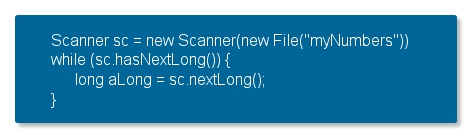 Scanner sc = new Scanner(new File("myNumbers"))
while (sc.hasNextLong()) {
long aLong = sc.nextLong();
}